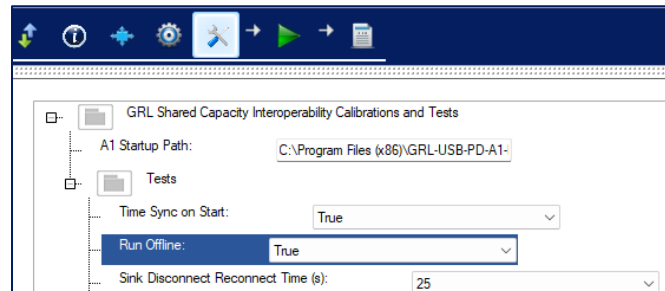 GRL Shared Capacity Interoperability Calibrations and Tests
A1 Startup Path: C:\Program Files (x86)\GRL-USB-PD-A1-
Tests
Time Sync on Start: True
Run Offline: True
Sink Disconnect Reconnect Time (s): 25